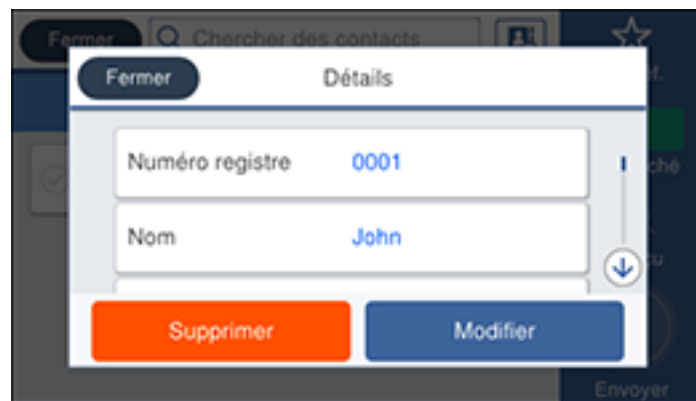 Fermer
Chercher des contacts
Fermer
Détails
Numéro registre
0001
Nom
John
Supprimer
Modifier
Envoyer